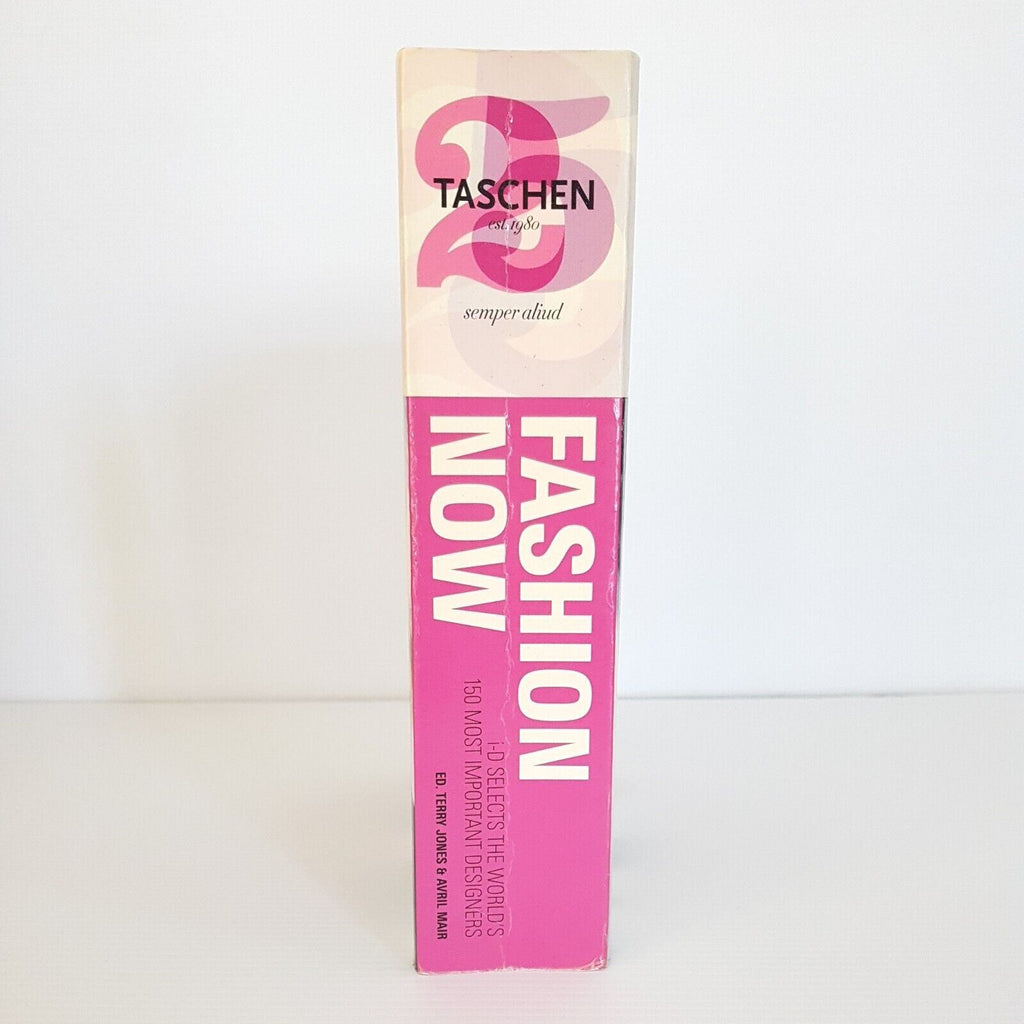 25
TASCHEN
est. 1980
semper aliud
FASHION
NOW
i-D SELECTS THE WORLD'S
150 MOST IMPORTANT DESIGNERS
ED. TERRY JONES & AVRIL MAIR